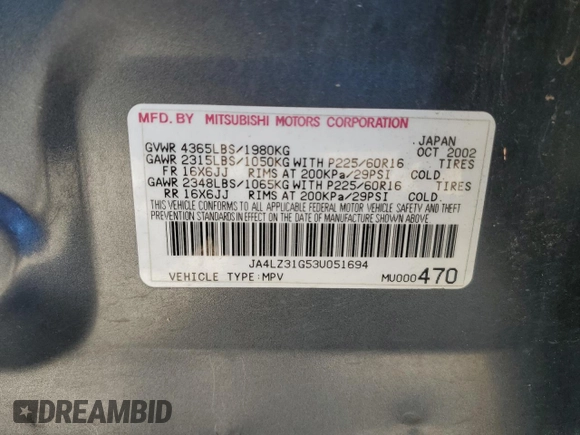 MFD. BY MITSUBISHI MOTORS CORPORATION
JAPAN
GVWR 4365LBS/1980KG OCT 2002
GAWR 2315LBS/1050KG WITH P225/60R16 TIRES
FR 16X6JJ RIMS AT 200KPa/29PSI COLD.
GAWR 2348LBS/1065KG WITH P225/60R16 TIRES
RR 16X6JJ RIMS AT 200KPa/29PSI COLD.
THIS VEHICLE CONFORMS TO ALL APPLICABLE FEDERAL MOTOR VEHICLE SAFETY AND THEFT
PREVENTION STANDARDS IN EFFECT ON THE DATE OF MANUFACTURE SHOWN ABOVE.
JA4LZ31G53U051694
VEHICLE TYPE:MPV MU000470
DREAMBID